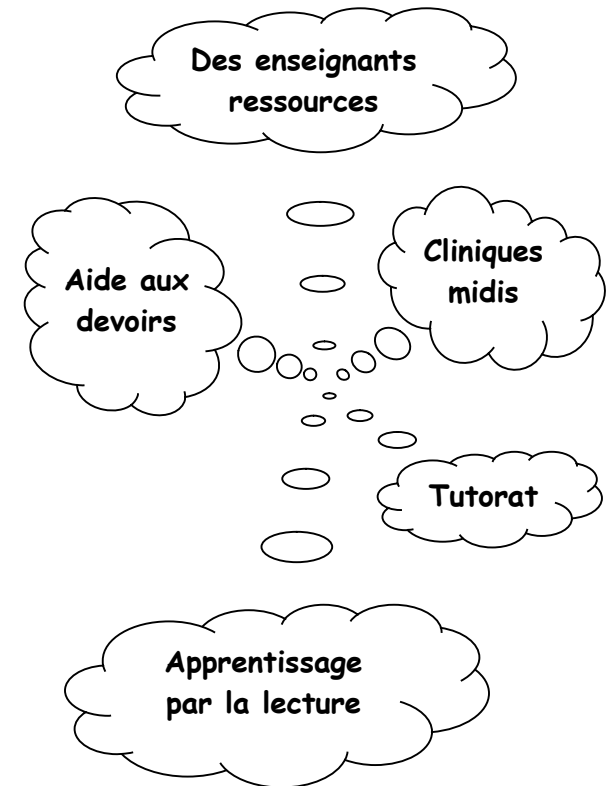 Des enseignants
ressources
Aide aux
devoirs
Cliniques
midis
Tutorat
Apprentissage
par la lecture